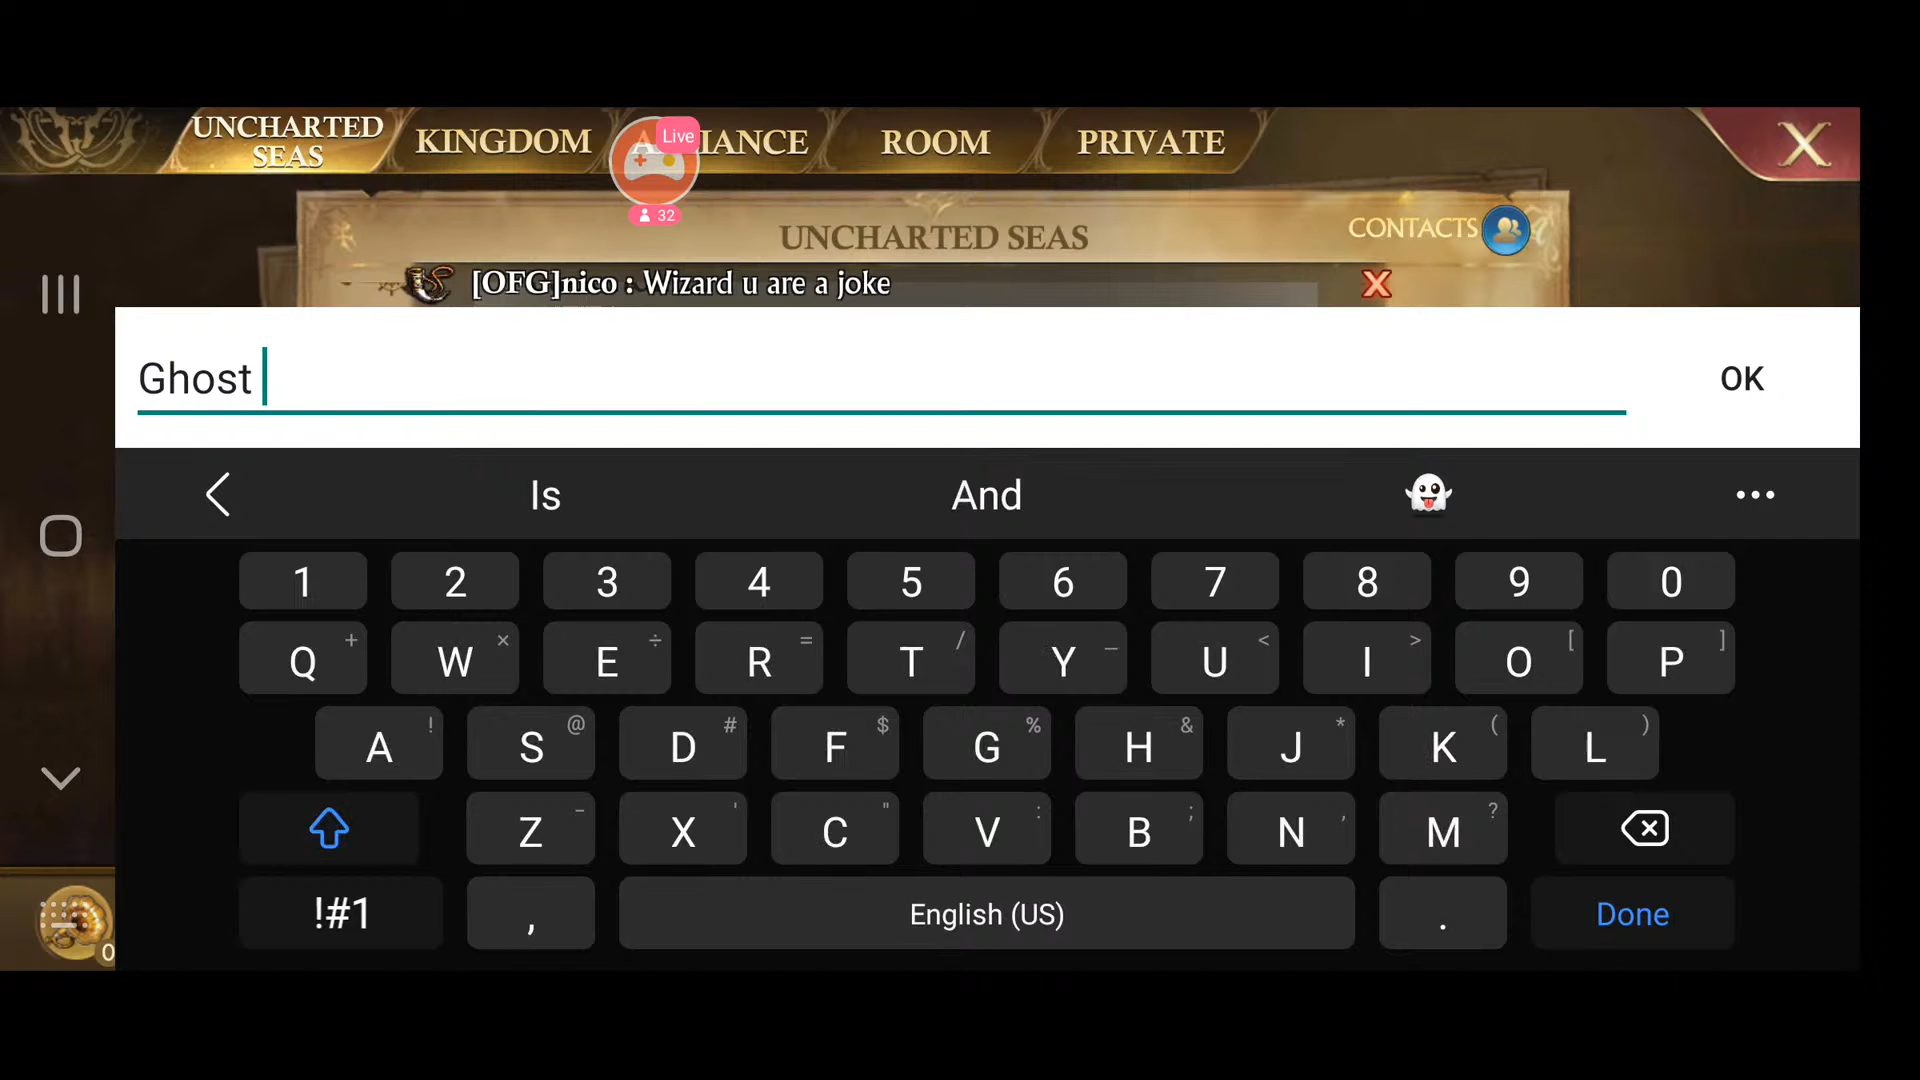 UNCHARTED
SEAS
KINGDOM
A IANCE
ROOM
PRIVATE
X
Live
32
UNCHARTED SEAS
CONTACTS
[OFG]nico : Wizard u are a joke
X
Ghost
OK
Is
And
1 2 3 4 5 6 7 8 9 0
Q + W × E ÷ R = T / Y _ U < I > O [ P ]
A ! S @ D # F $ G % H & J * K ( L )
Z - X ' C " V : B ; N , M ?
!#1 , English (US) . Done
0